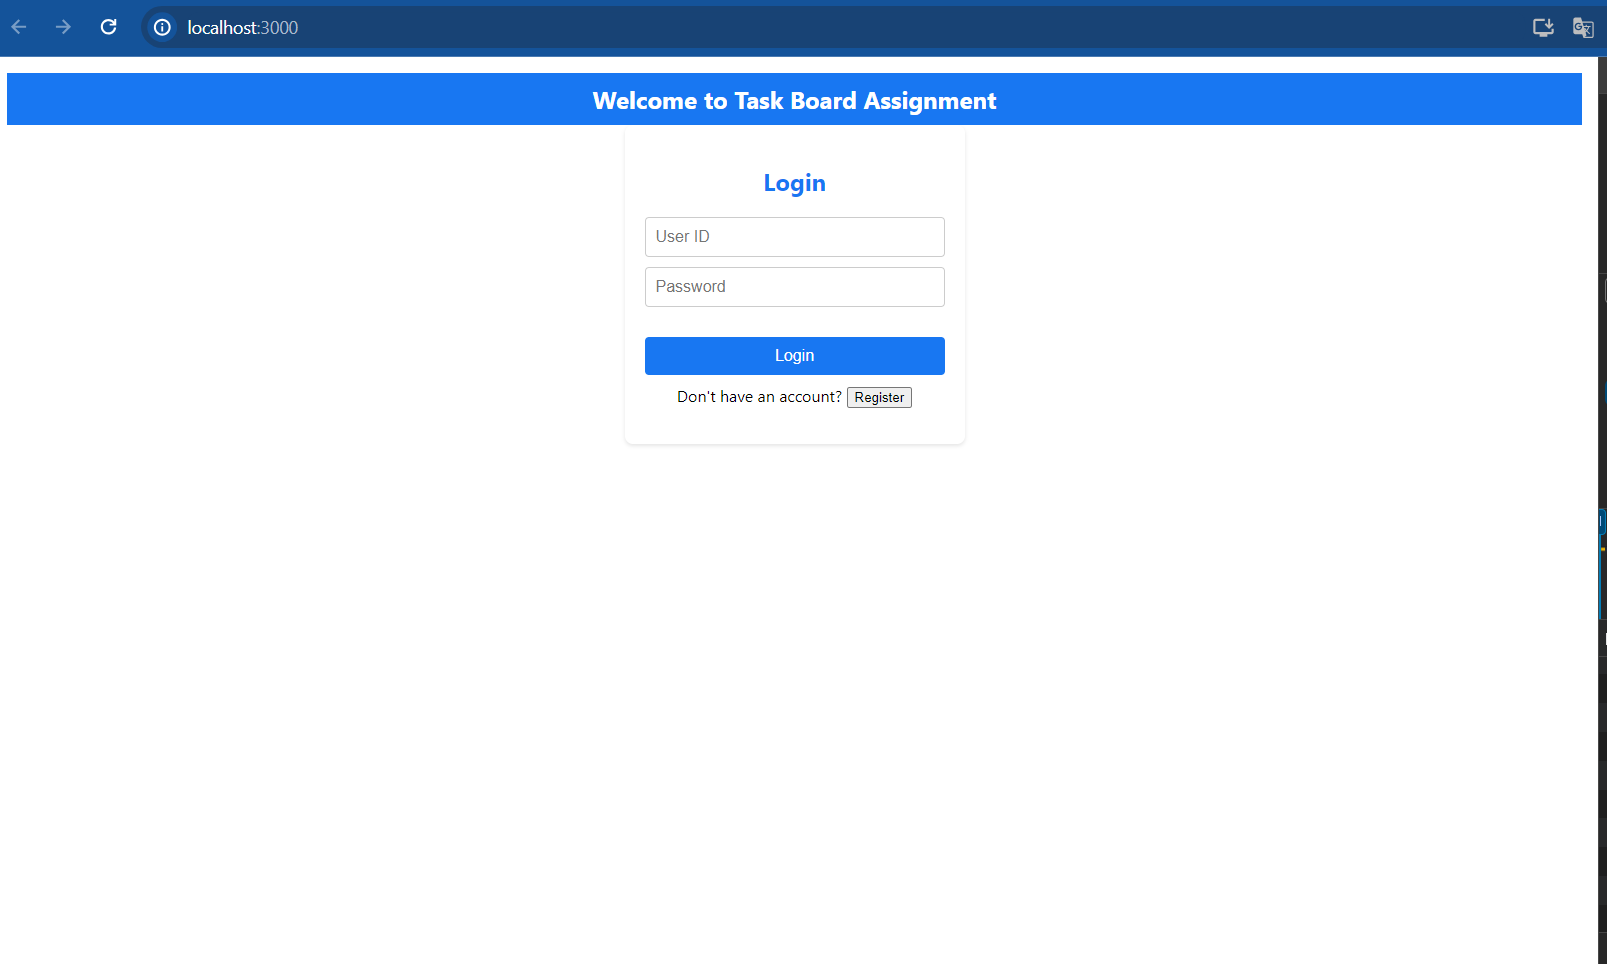 localhost:3000
Welcome to Task Board Assignment
Login
User ID
Password
Login
Don't have an account? Register